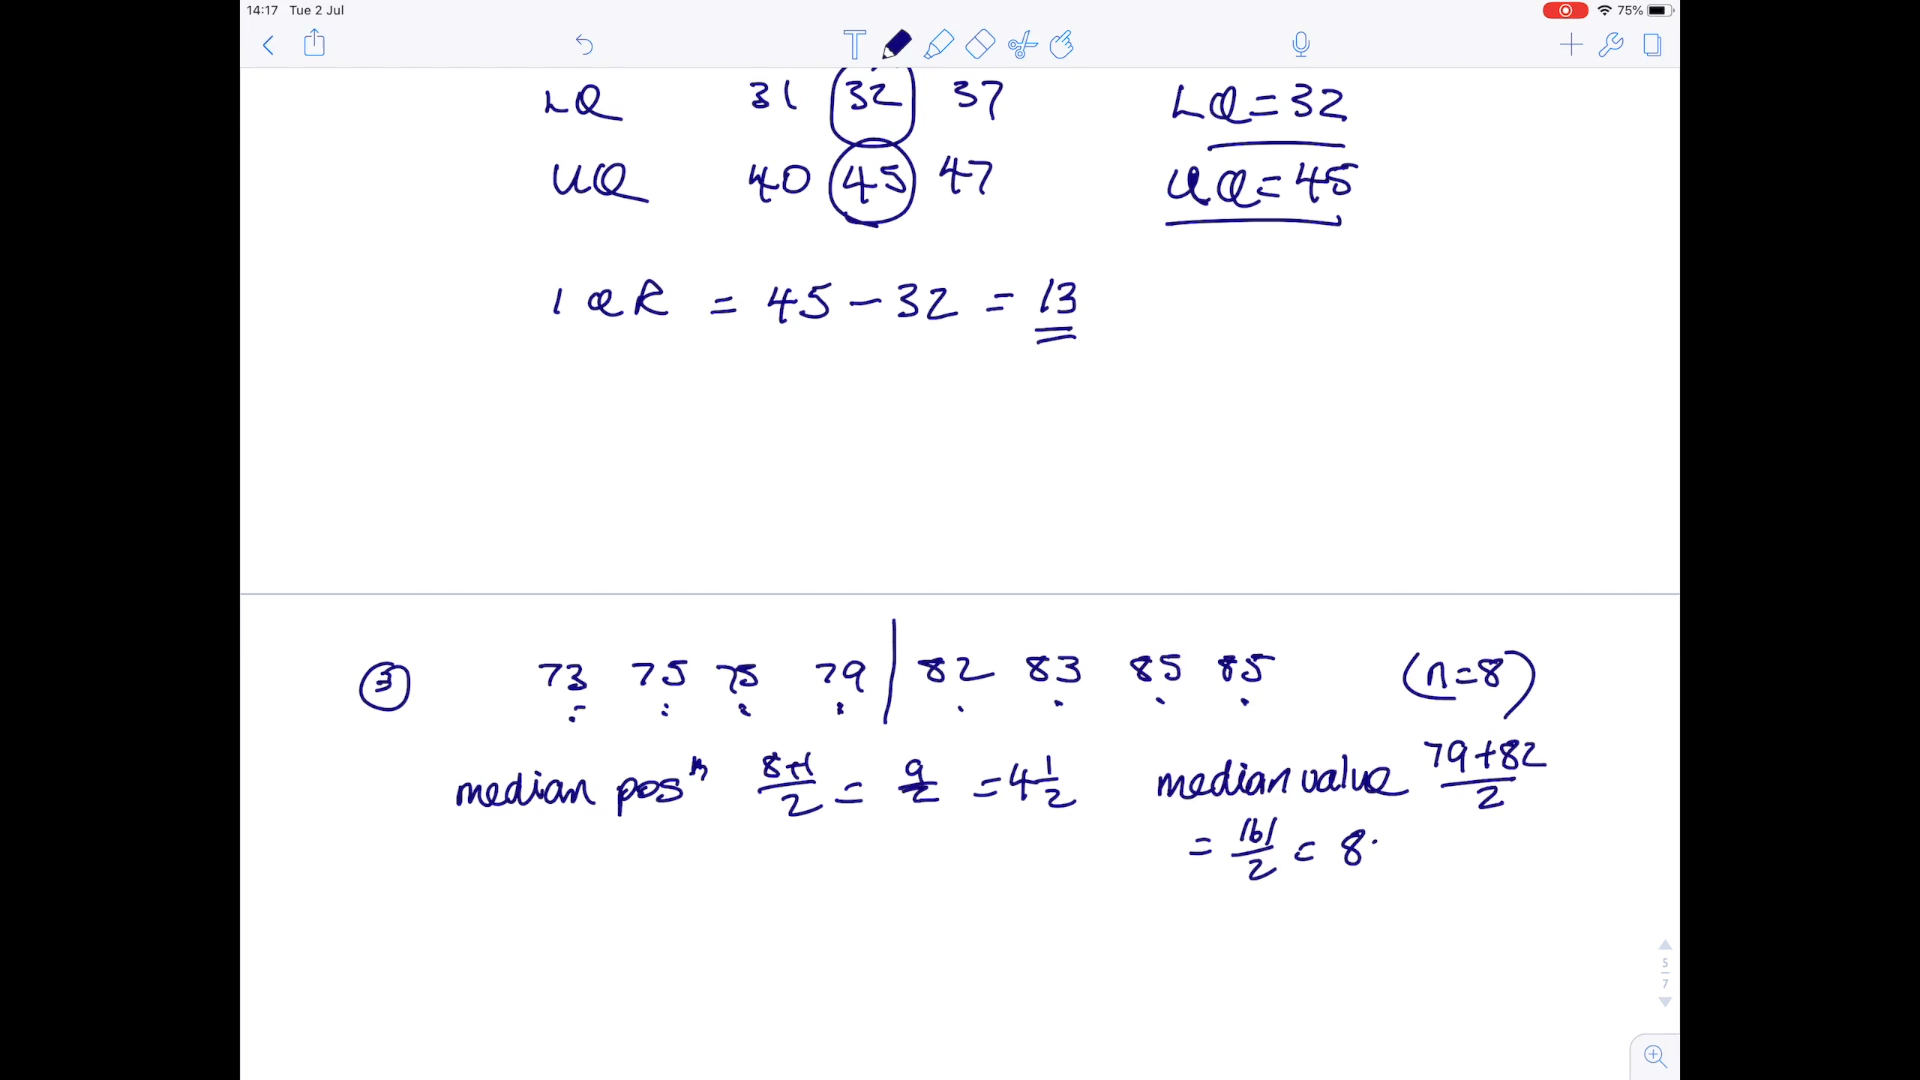 14:17 Tue 2 Jul 75%
T
LQ 31 32 37 LQ=32
UQ 40 45 47 UQ=45
IQR = 45-32 = 13
3 73 75 75 79 | 82 83 85 85 (n=8)
median posⁿ 8+1/2 = 9/2 = 4 1/2 median value 79+82/2
= 161/2 = 8.
5
7